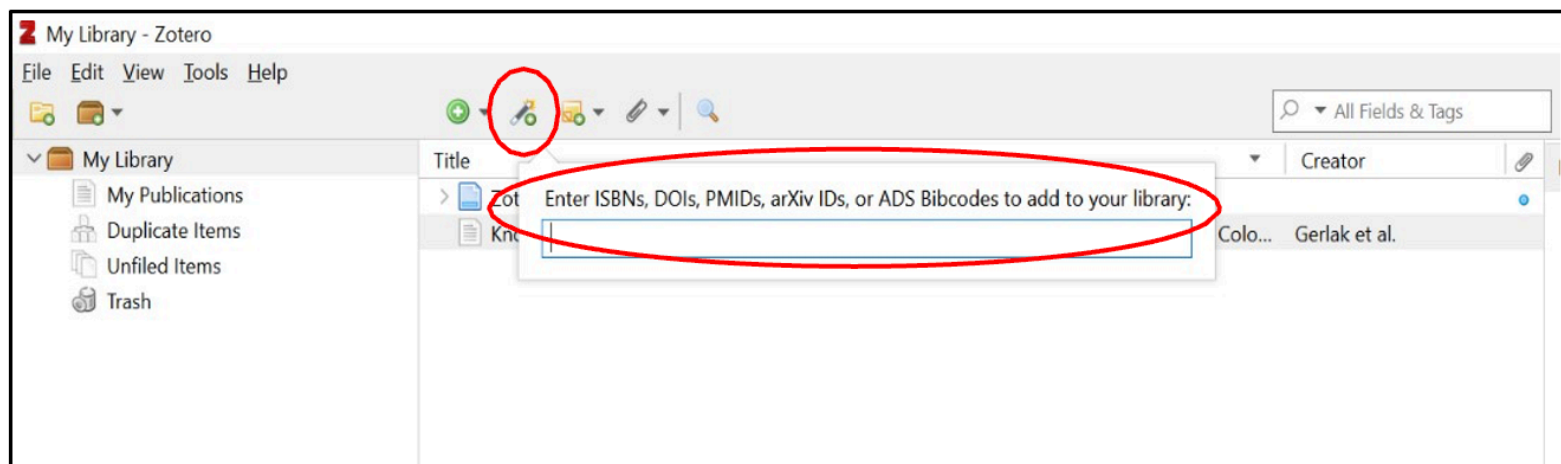 My Library - Zotero
File Edit View Tools Help
All Fields & Tags
My Library
My Publications
Duplicate Items
Unfiled Items
Trash
Title Creator
Zot
Enter ISBNs, DOIs, PMIDs, arXiv IDs, or ADS Bibcodes to add to your library:
Kno Colo... Gerlak et al.